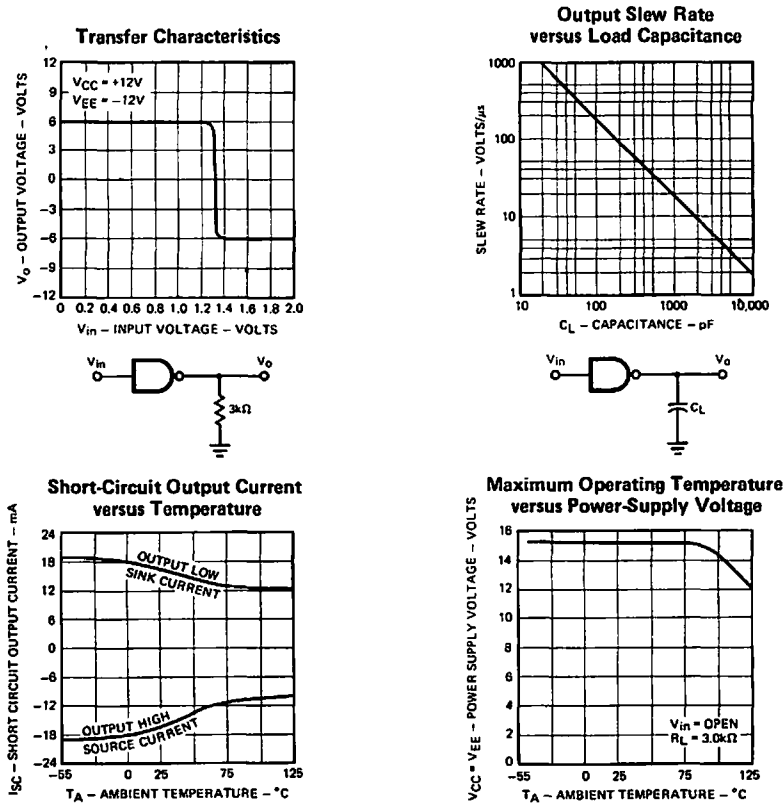 Transfer Characteristics
VCC = +12V
VEE = −12V
12
9
6
3
0
−3
−6
−9
−12
0 0.2 0.4 0.6 0.8 1.0 1.2 1.4 1.6 1.8 2.0
Vo – OUTPUT VOLTAGE – VOLTS
Vin – INPUT VOLTAGE – VOLTS
Vin
Vo
3kΩ
Output Slew Rate
versus Load Capacitance
1000
100
10
1
10 100 1000 10,000
SLEW RATE – VOLTS/µs
CL – CAPACITANCE – pF
Vin
Vo
CL
Short-Circuit Output Current
versus Temperature
24
18
12
6
0
−6
−12
−18
−24
OUTPUT LOW
SINK CURRENT
OUTPUT HIGH
SOURCE CURRENT
−55 0 25 75 125
ISC – SHORT CIRCUIT OUTPUT CURRENT – mA
TA – AMBIENT TEMPERATURE – °C
Maximum Operating Temperature
versus Power-Supply Voltage
16
14
12
10
8
6
4
2
0
Vin = OPEN
RL = 3.0kΩ
−55 0 25 75 125
VCC = VEE – POWER SUPPLY VOLTAGE – VOLTS
TA – AMBIENT TEMPERATURE – °C